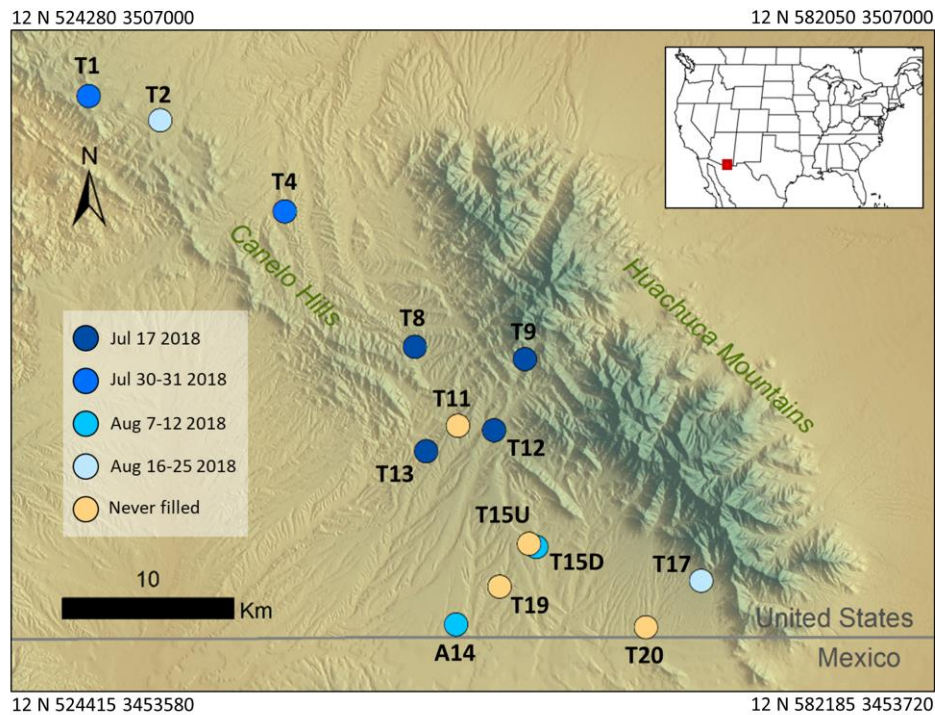 12 N 524280 3507000
12 N 582050 3507000
T1
T2
N
T4
Canelo Hills
Huachuca Mountains
T8
T9
Jul 17 2018
Jul 30-31 2018
Aug 7-12 2018
Aug 16-25 2018
Never filled
T11
T12
T13
T15U
T15D
T17
T19
10
Km
A14
T20
United States
Mexico
12 N 524415 3453580
12 N 582185 3453720